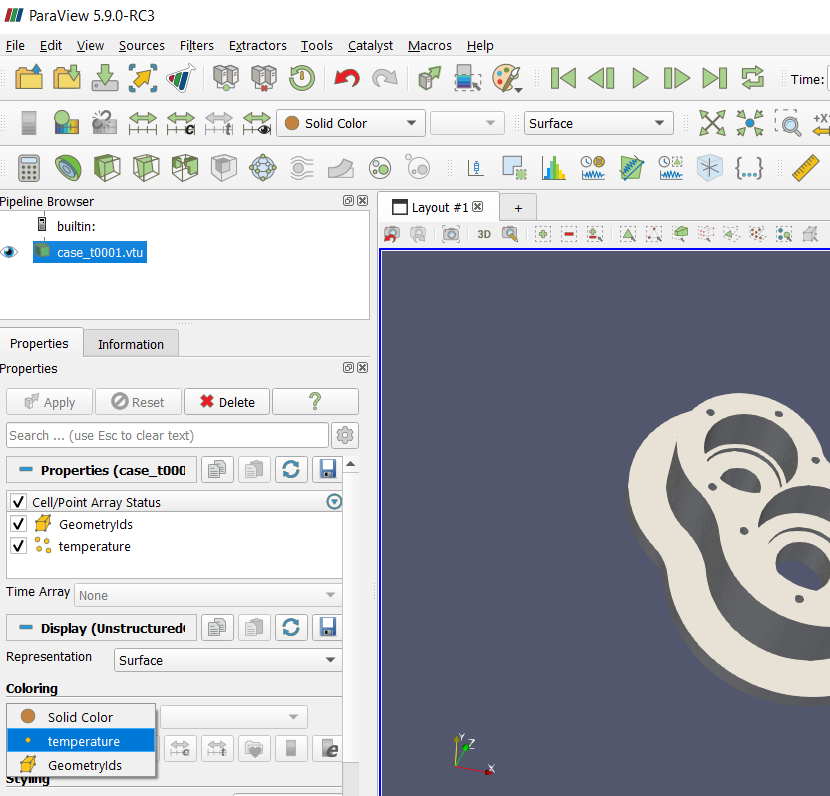 ParaView 5.9.0-RC3
File Edit View Sources Filters Extractors Tools Catalyst Macros Help
Time:
c t Solid Color Surface +X
{...}
Pipeline Browser
Layout #1 +
builtin:
3D
case_t0001.vtu
Properties Information
Properties
Apply Reset Delete ?
Search ... (use Esc to clear text)
Properties (case_t000
Cell/Point Array Status
GeometryIds
temperature
Time Array None
Display (Unstructured
Representation Surface
Coloring
Solid Color
temperature
c t e
GeometryIds
Styling
Y
Z
X